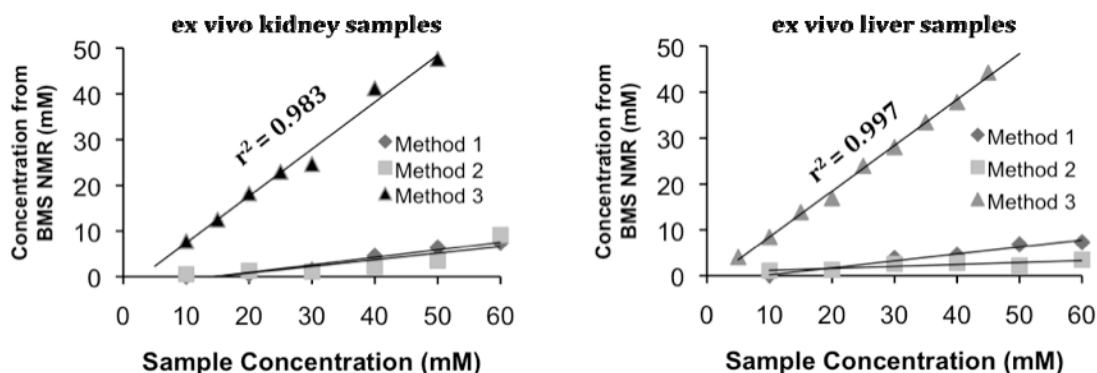 ex vivo kidney samples
Concentration from
BMS NMR (mM)
50
40
30
20
10
0
r² = 0.983
Method 1
Method 2
Method 3
0 10 20 30 40 50 60
Sample Concentration (mM)
ex vivo liver samples
Concentration from
BMS NMR (mM)
50
40
30
20
10
0
r² = 0.997
Method 1
Method 2
Method 3
0 10 20 30 40 50 60
Sample Concentration (mM)